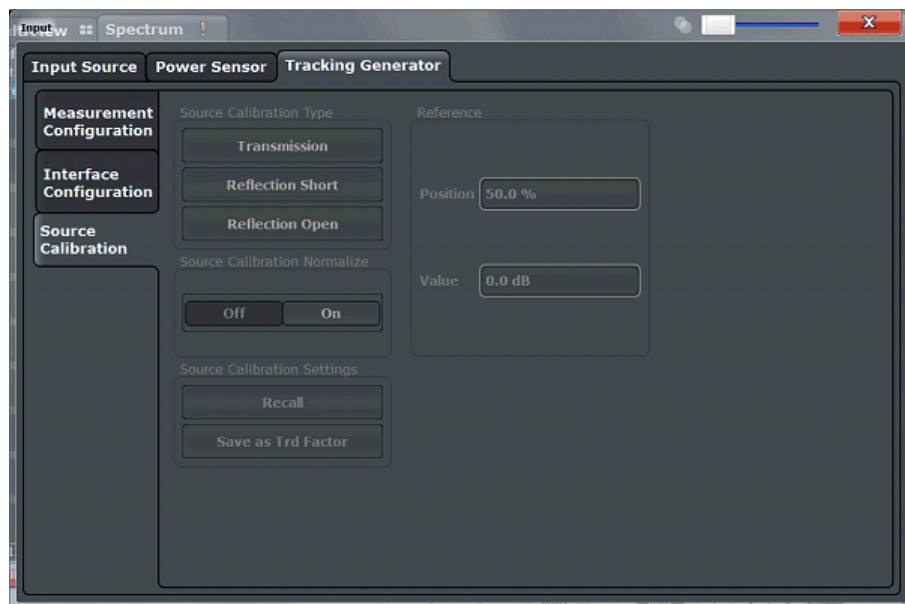 Input
Spectrum !
Input Source
Power Sensor
Tracking Generator
X
Measurement
Configuration
Interface
Configuration
Source
Calibration
Source Calibration Type
Transmission
Reflection Short
Reflection Open
Source Calibration Normalize
Off
On
Source Calibration Settings
Recall
Save as Trd Factor
Reference
Position 50.0 %
Value 0.0 dB